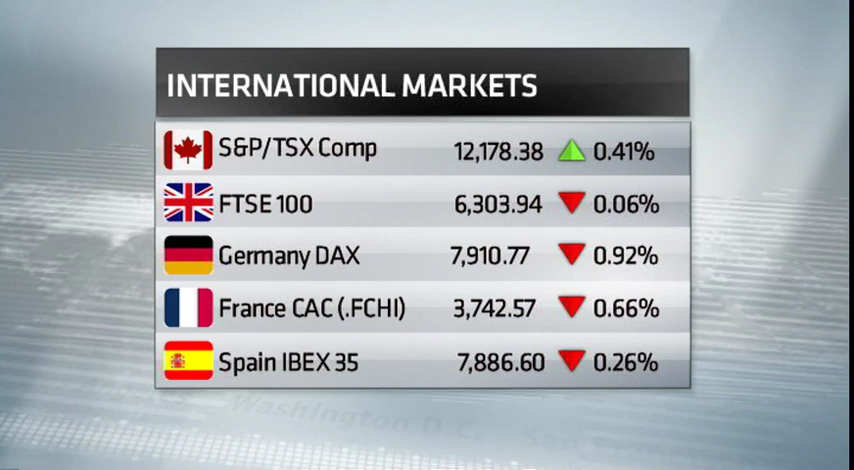 INTERNATIONAL MARKETS
S&P/TSX Comp 12,178.38 0.41%
FTSE 100 6,303.94 0.06%
Germany DAX 7,910.77 0.92%
France CAC (.FCHI) 3,742.57 0.66%
Spain IBEX 35 7,886.60 0.26%
Washington D.C.